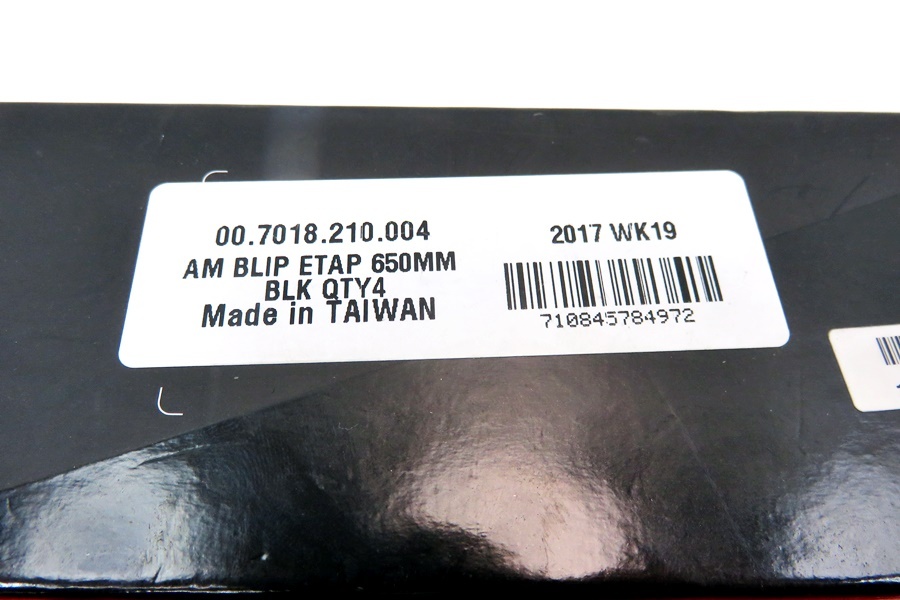 00.7018.210.004
AM BLIP ETAP 650MM
BLK QTY4
Made in TAIWAN
2017 WK19
710845784972